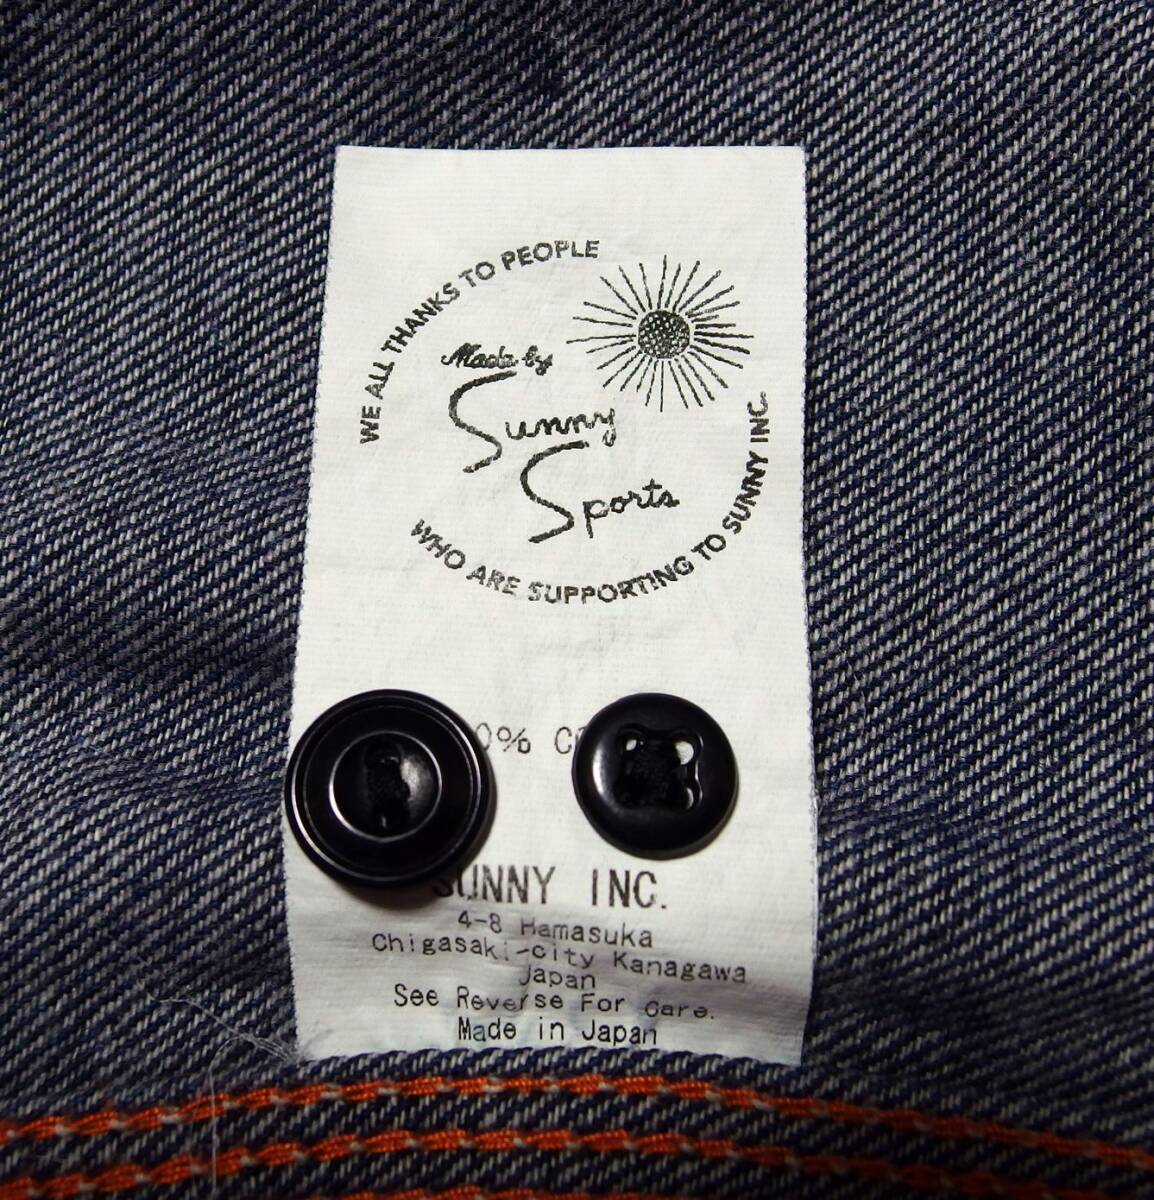 WE ALL THANKS TO PEOPLE
WHO ARE SUPPORTING TO SUNNY INC.
Made by
Sunny
Sports
0% C
SUNNY INC.
4-8 Hamasuka
Chigasaki-city Kanagawa
Japan
See Reverse For Care.
Made in Japan